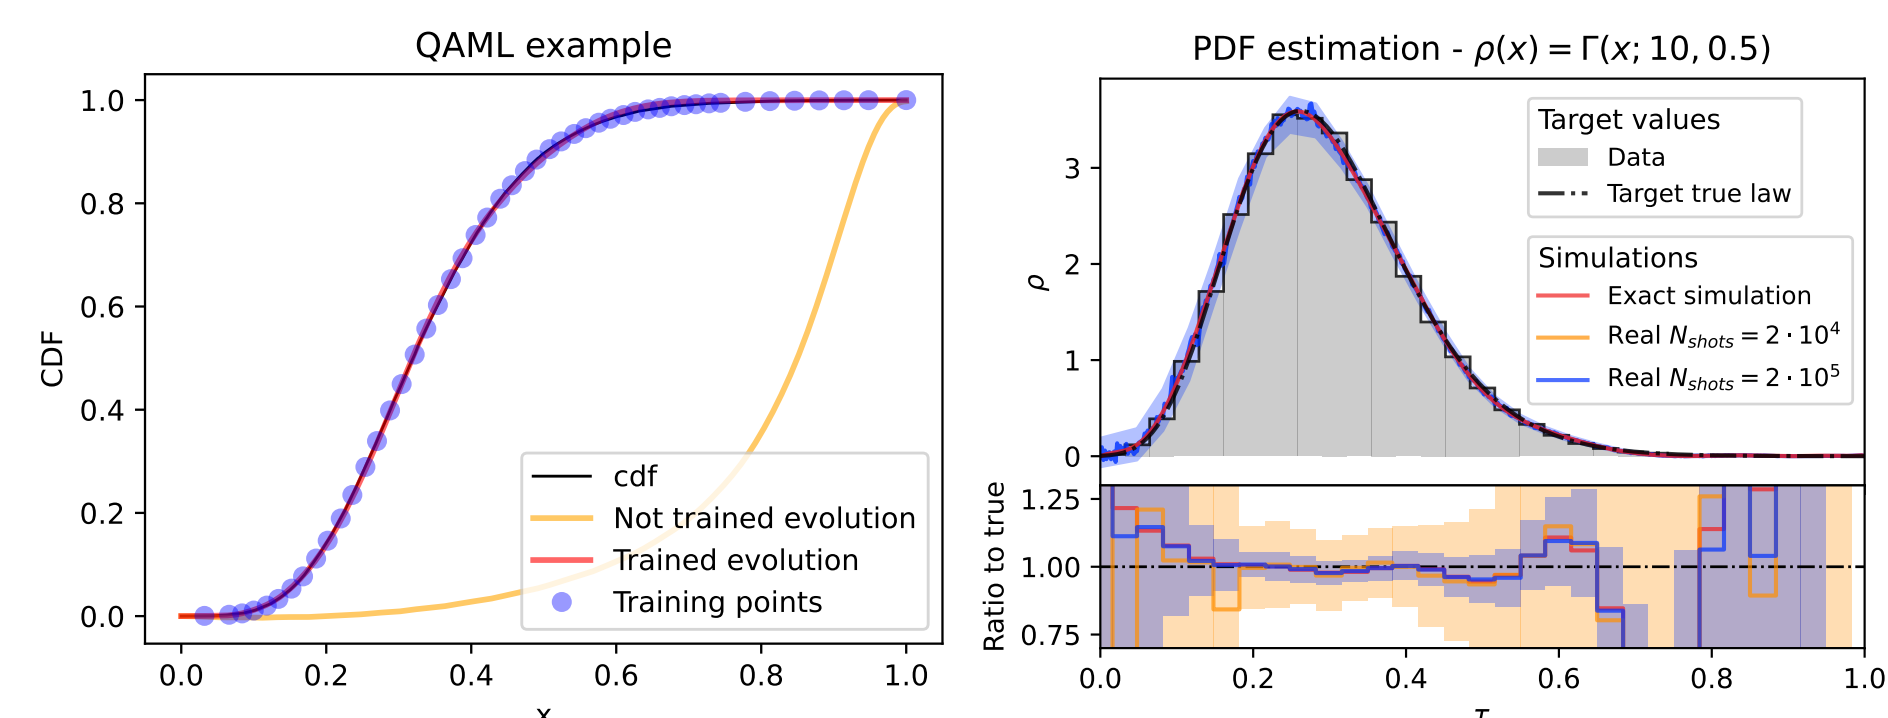 QAML example
CDF
1.0
0.8
0.6
0.4
0.2
0.0
cdf
Not trained evolution
Trained evolution
Training points
0.0 0.2 0.4 0.6 0.8 1.0
x
PDF estimation - ρ(x) = Γ(x; 10, 0.5)
ρ
3
2
1
0
Target values
Data
Target true law
Simulations
Exact simulation
Real N_shots = 2 · 10⁴
Real N_shots = 2 · 10⁵
Ratio to true
1.25
1.00
0.75
0.0 0.2 0.4 0.6 0.8 1.0